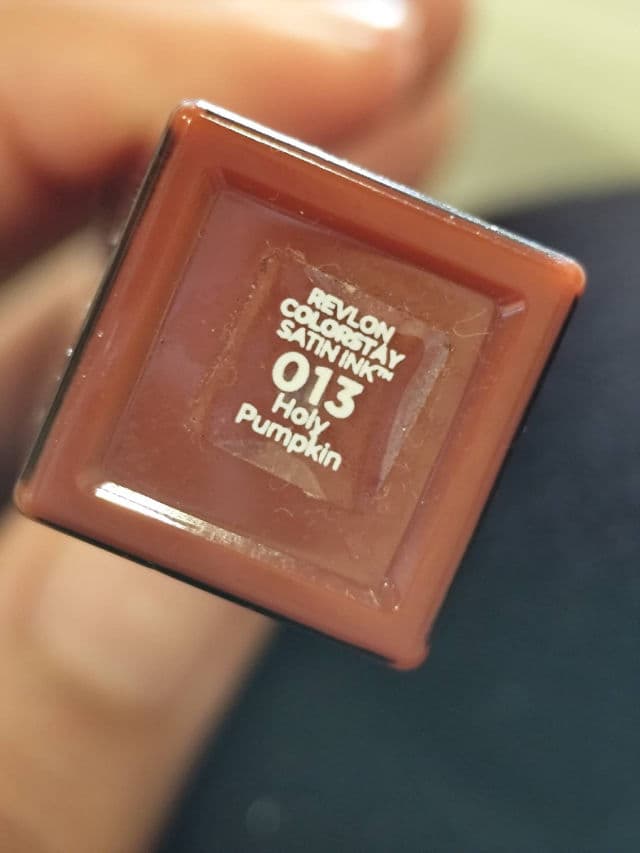 REVLON
COLORSTAY
SATIN INK™
013
Holy
Pumpkin